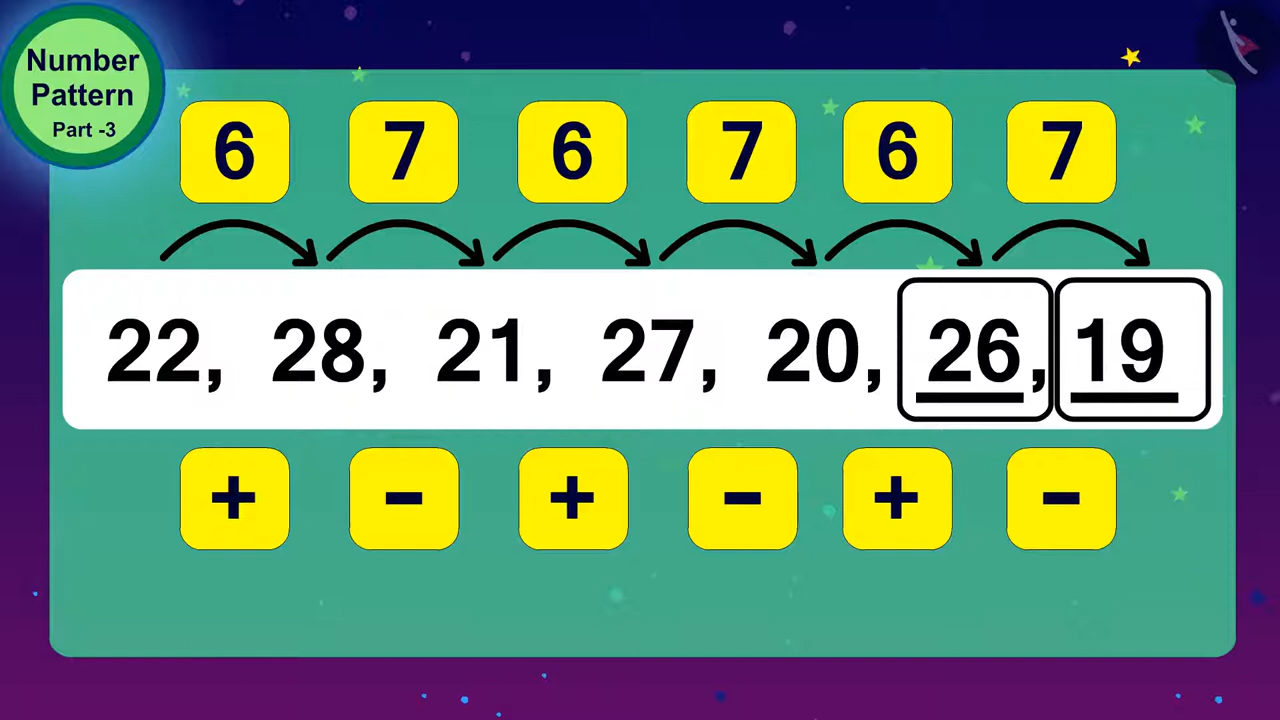 Number
Pattern
Part -3
6 7 6 7 6 7
22, 28, 21, 27, 20, 26, 19
+ − + − + −